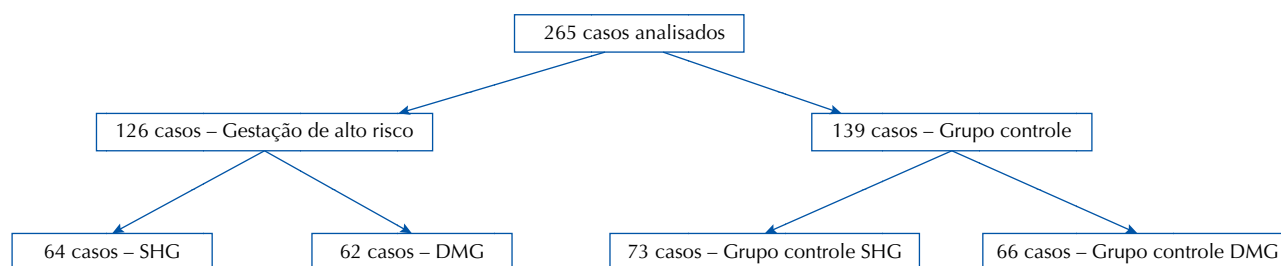 265 casos analisados
126 casos – Gestação de alto risco
139 casos – Grupo controle
64 casos – SHG
62 casos – DMG
73 casos – Grupo controle SHG
66 casos – Grupo controle DMG